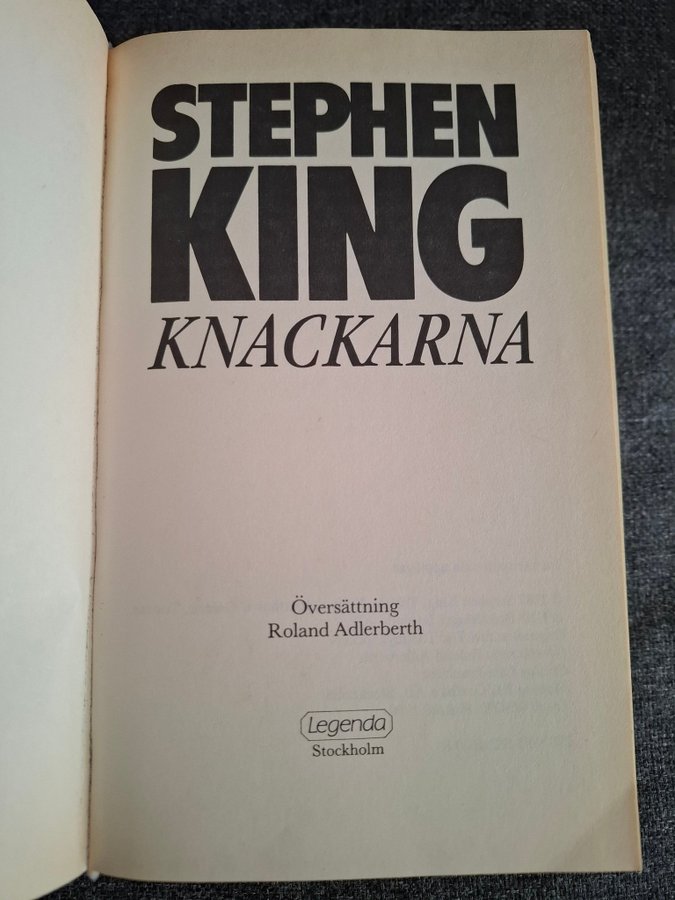 STEPHEN
KING
KNACKARNA
Översättning
Roland Adlerberth
Legenda
Stockholm